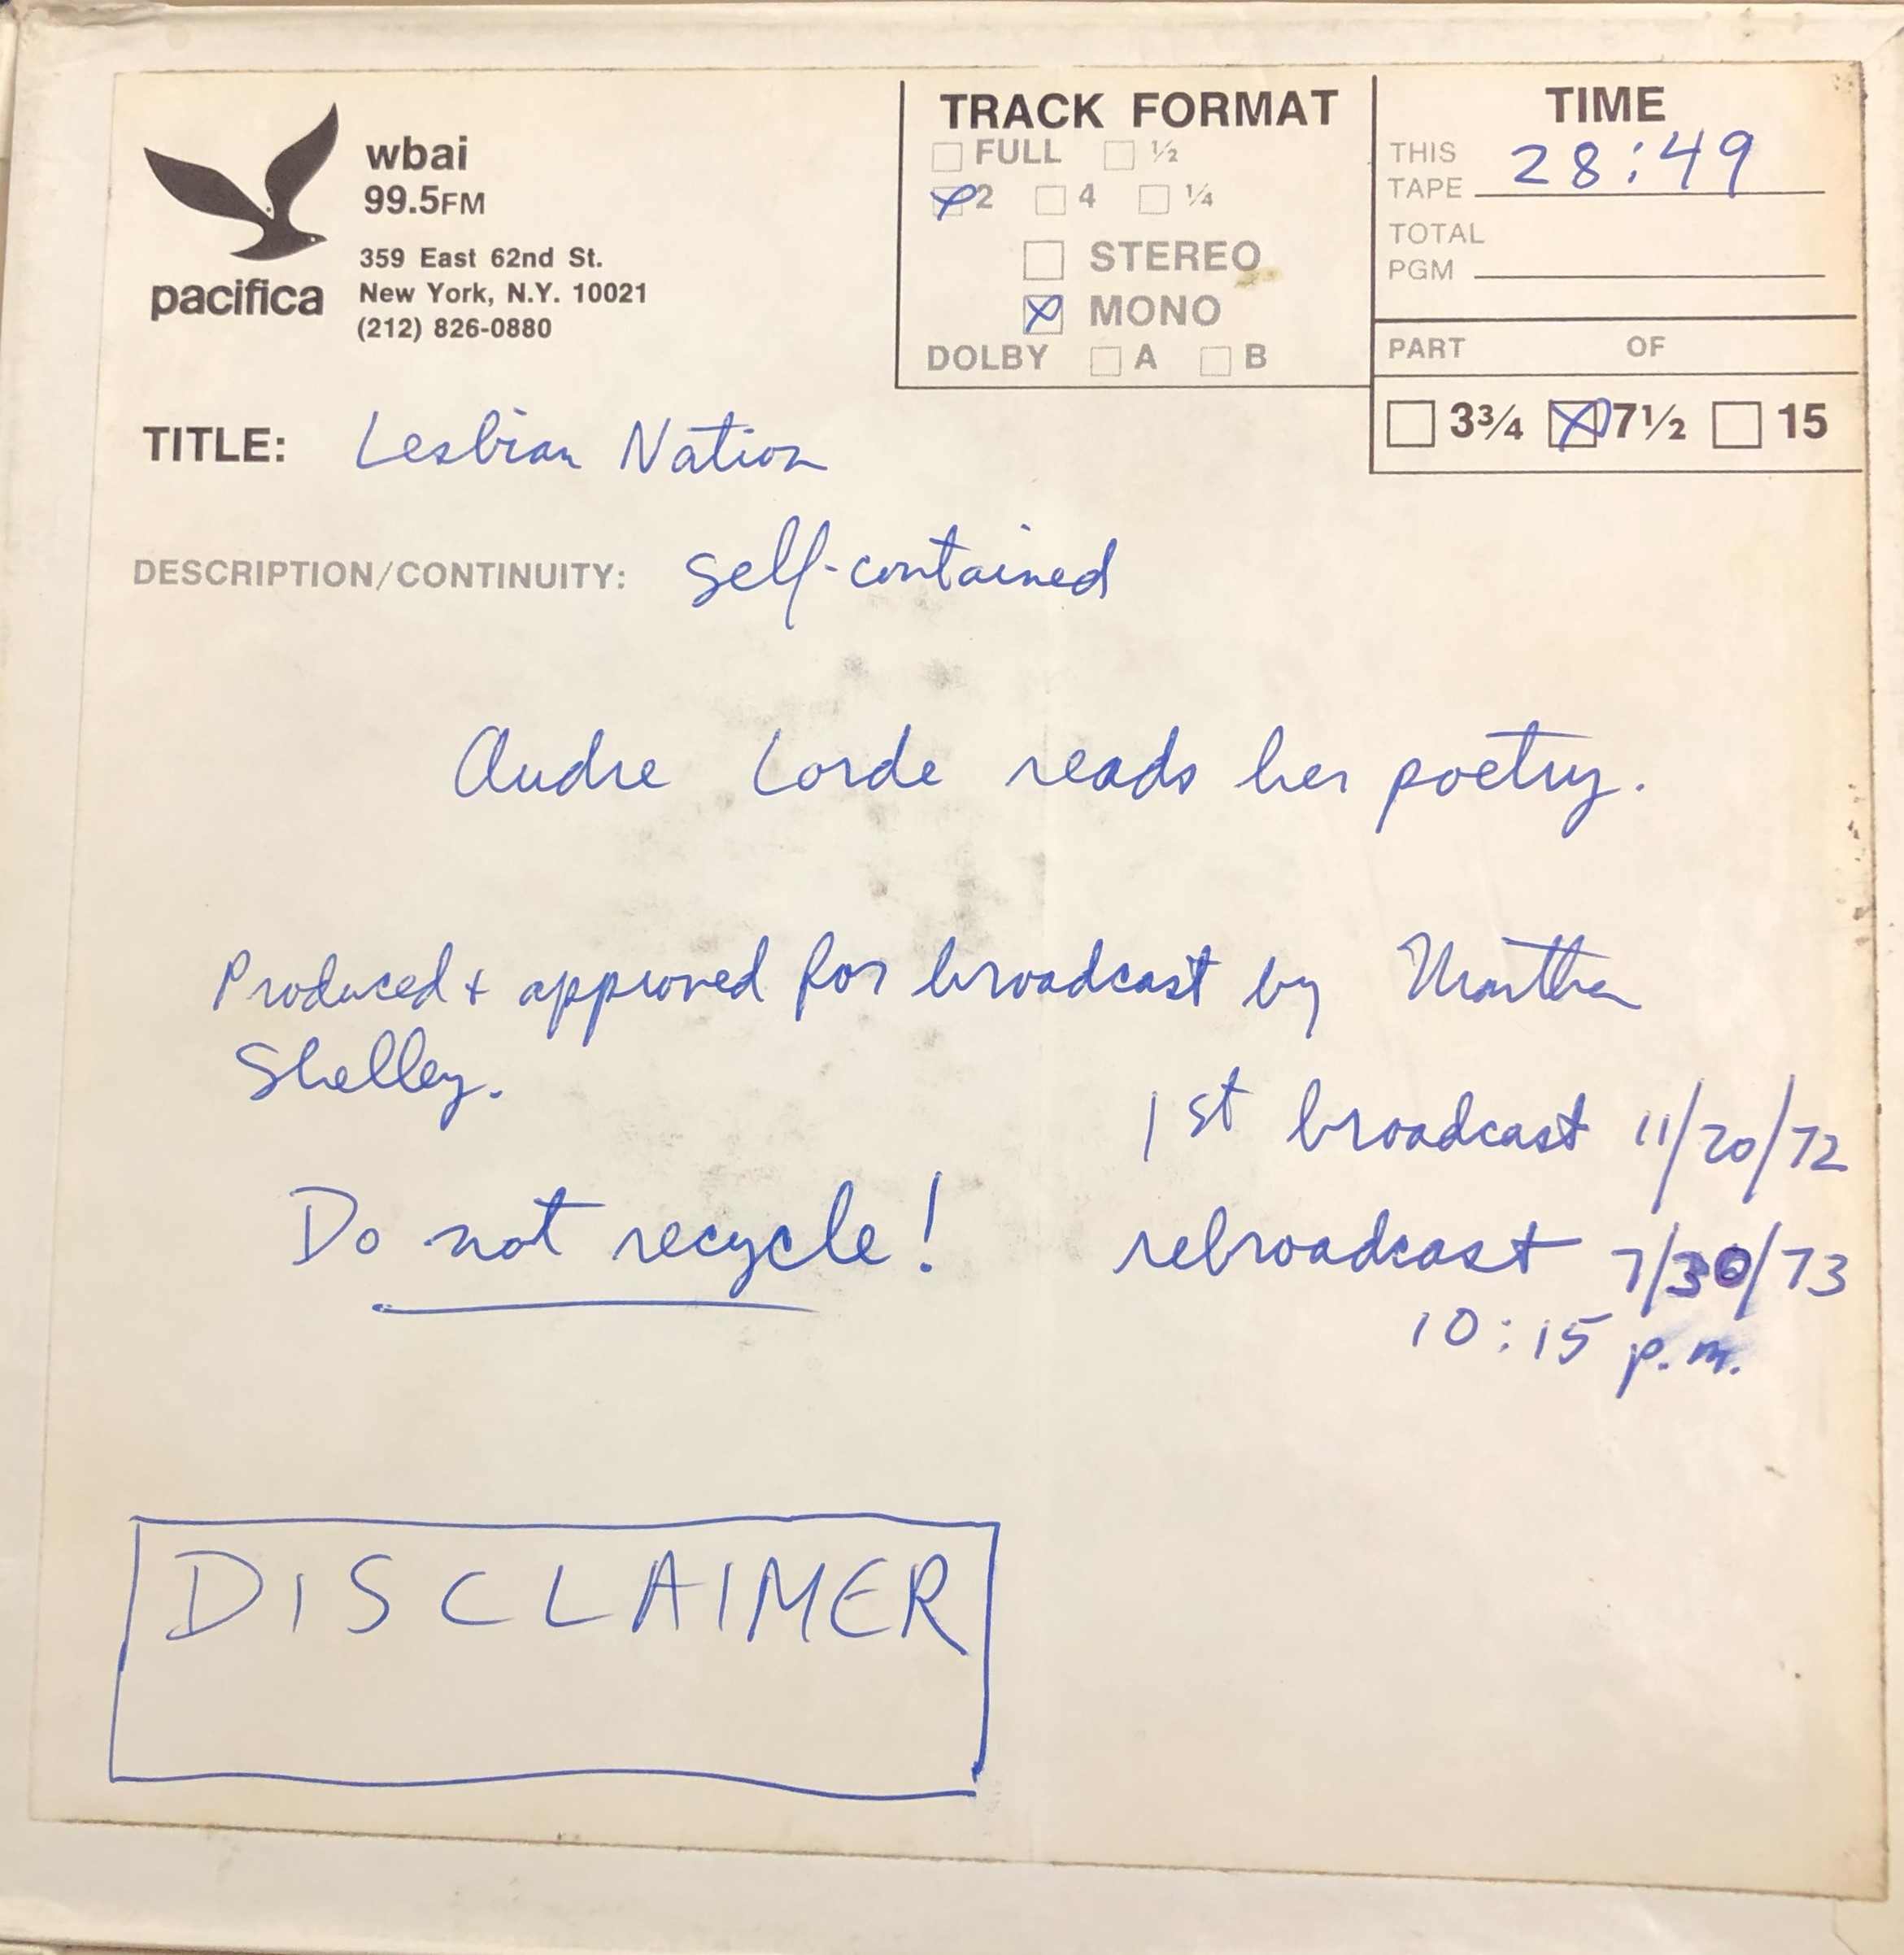 wbai
99.5FM
pacifica
359 East 62nd St.
New York, N.Y. 10021
(212) 826-0880
TRACK FORMAT
FULL ½
2 4 ¼
STEREO
MONO
DOLBY A B
TIME
THIS TAPE 28:49
TOTAL PGM
PART OF
3¾ 7½ 15
TITLE: Lesbian Nation
DESCRIPTION/CONTINUITY: self-contained
Audre Lorde reads her poetry.
Produced + approved for broadcast by Martha
Shelley.
1st broadcast 11/20/72
Do not recycle!
rebroadcast 7/30/73
10:15 p.m.
DISCLAIMER